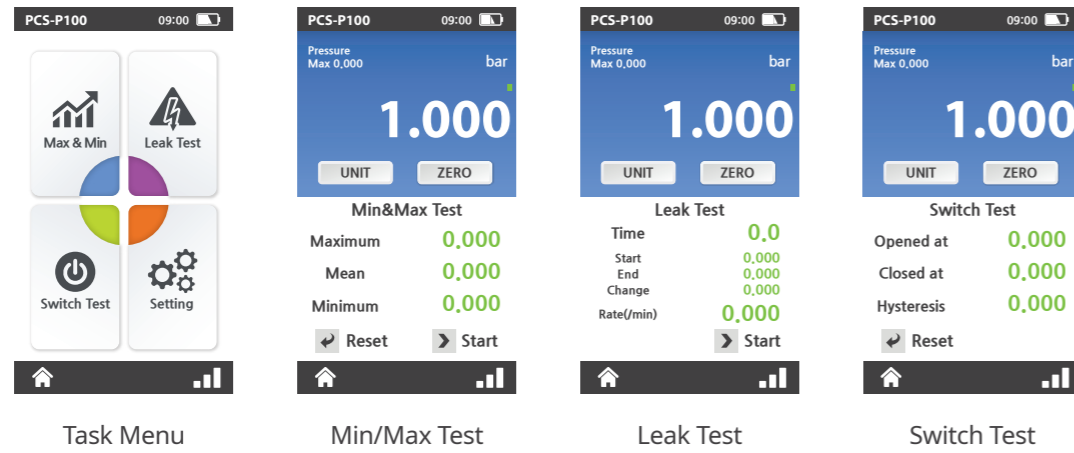 PCS-P100 09:00
Max & Min Leak Test
Switch Test Setting
Task Menu
PCS-P100 09:00
Pressure
Max 0.000 bar
1.000
UNIT ZERO
Min&Max Test
Maximum 0.000
Mean 0.000
Minimum 0.000
Reset Start
Min/Max Test
PCS-P100 09:00
Pressure
Max 0.000 bar
1.000
UNIT ZERO
Leak Test
Time 0.0
Start 0.000
End 0.000
Change 0.000
Rate(/min) 0.000
Start
Leak Test
PCS-P100 09:00
Pressure
Max 0.000 bar
1.000
UNIT ZERO
Switch Test
Opened at 0.000
Closed at 0.000
Hysteresis 0.000
Reset
Switch Test